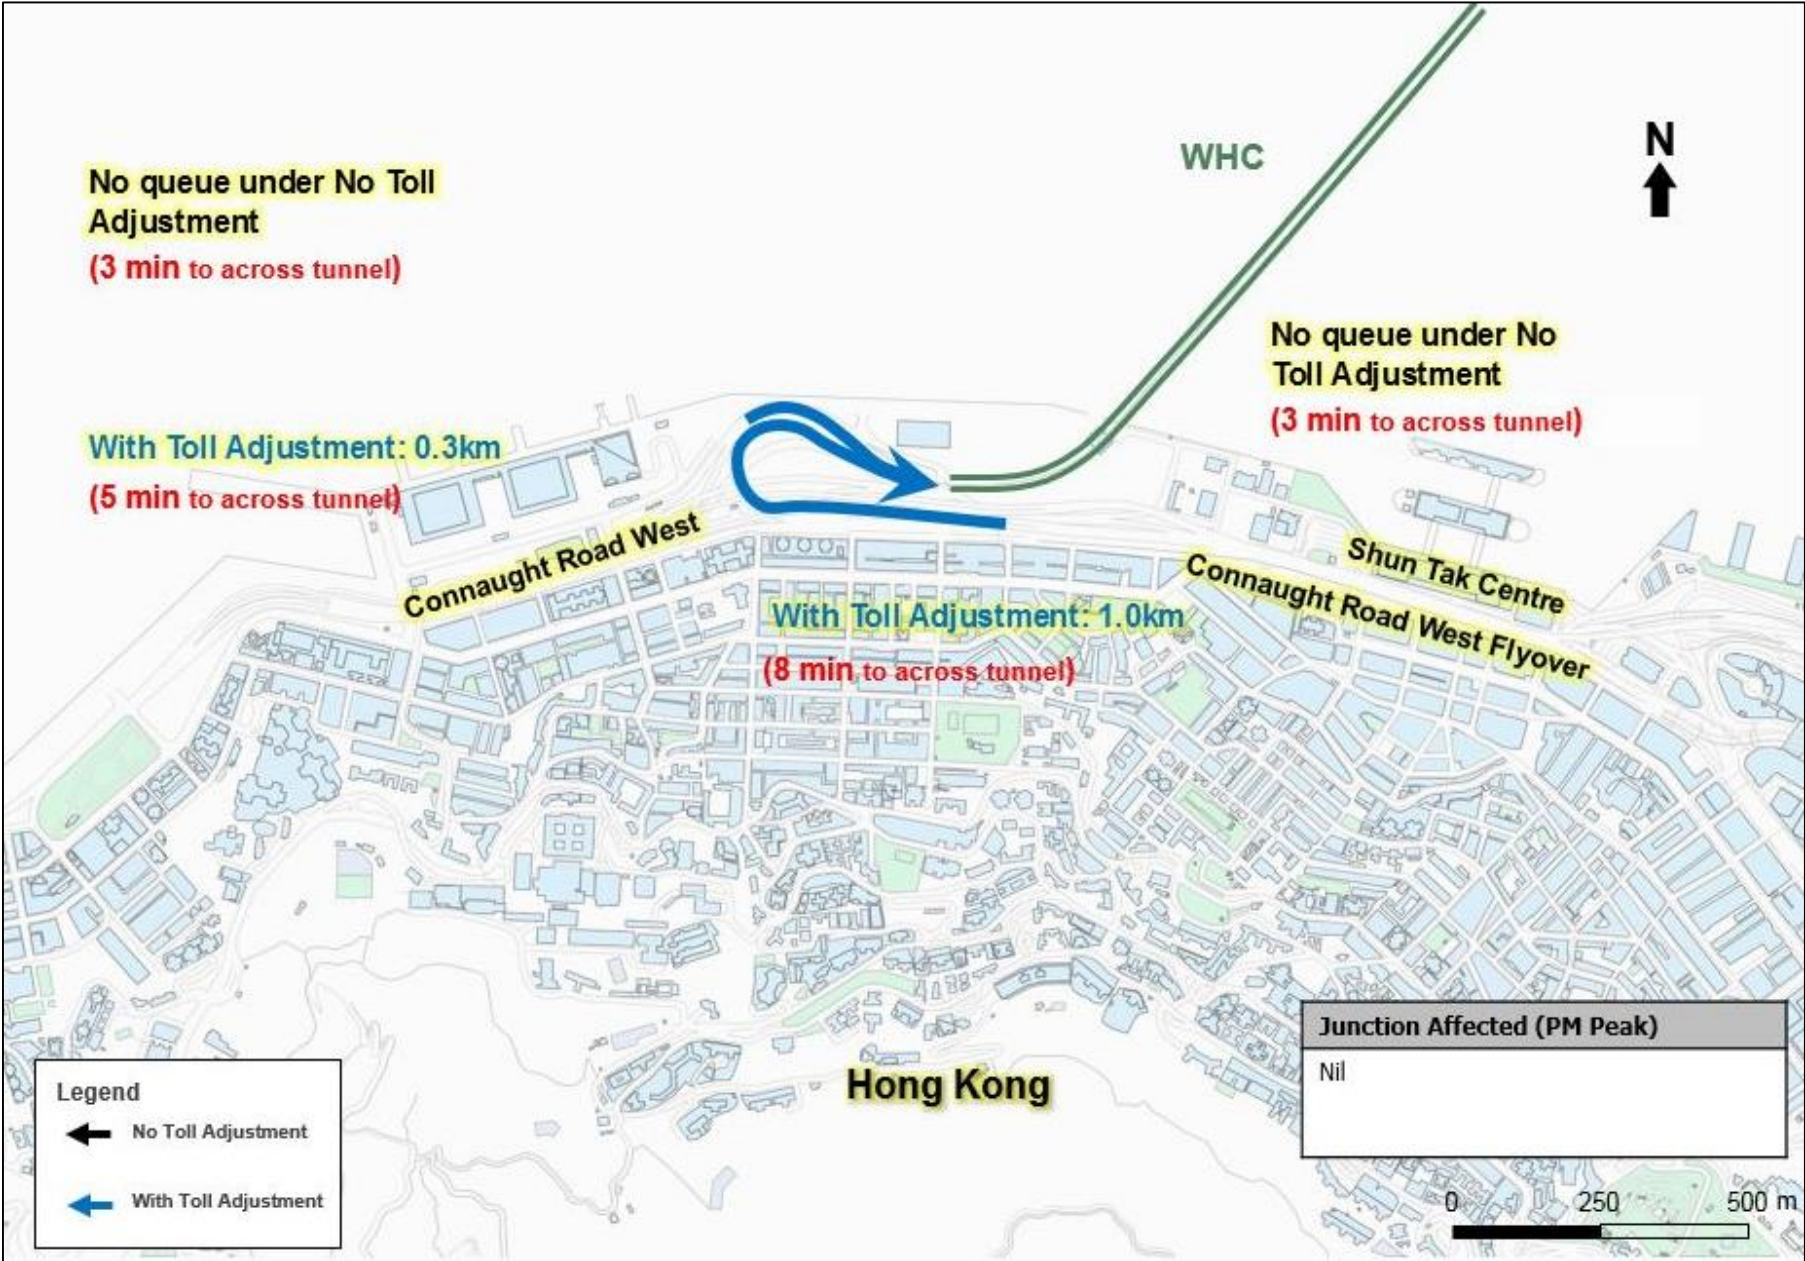 WHC
N
No queue under No Toll
Adjustment
(3 min to across tunnel)
No queue under No
Toll Adjustment
(3 min to across tunnel)
With Toll Adjustment: 0.3km
(5 min to across tunnel)
Connaught Road West
Shun Tak Centre
Connaught Road West Flyover
With Toll Adjustment: 1.0km
(8 min to across tunnel)
Hong Kong
Junction Affected (PM Peak)
Nil
Legend
No Toll Adjustment
With Toll Adjustment
0 250 500 m